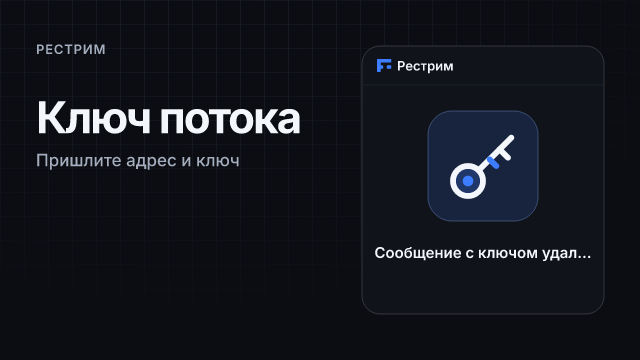 РЕСТРИМ
Ключ потока
Пришлите адрес и ключ
Рестрим
Сообщение с ключом удал...